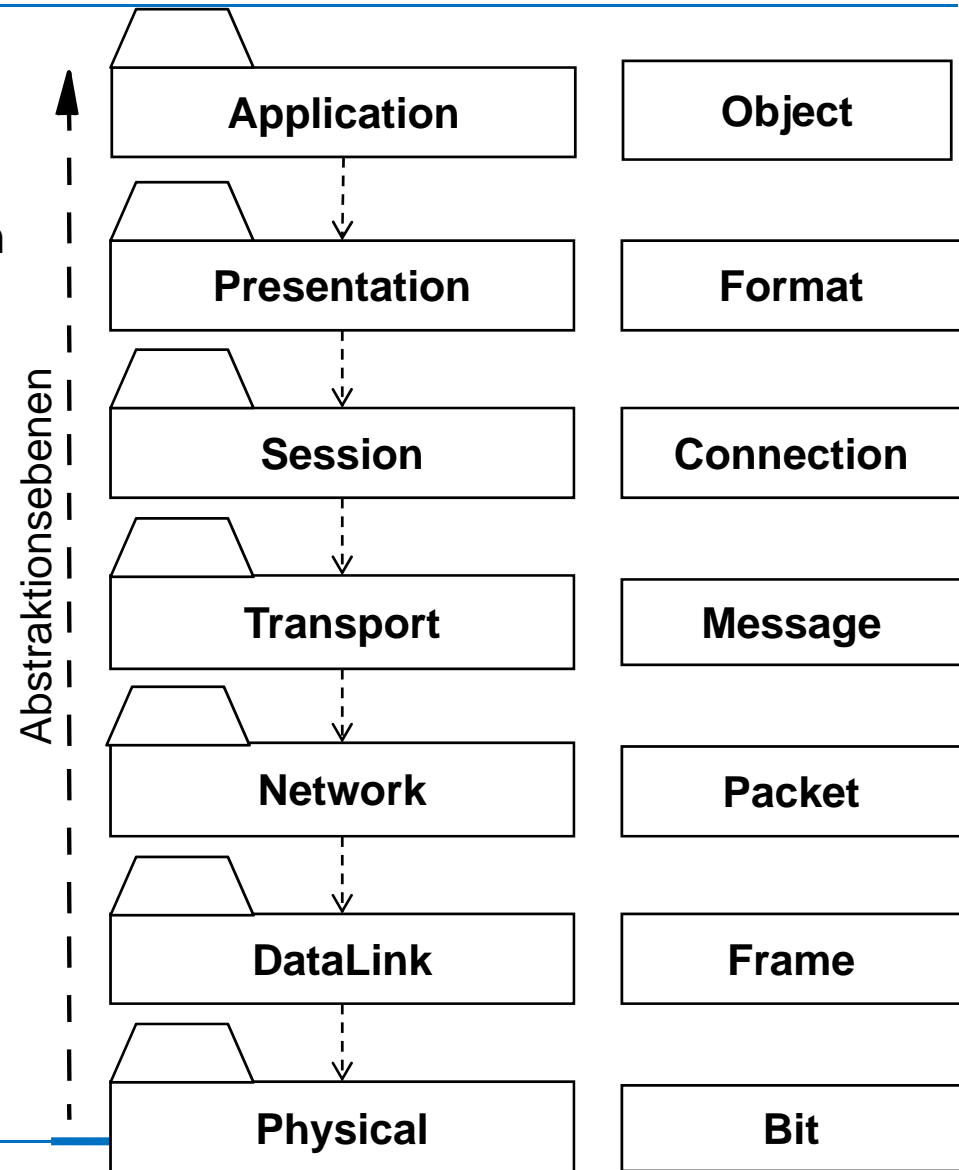 Application
Object
n
Presentation
Format
Abstraktionsebenen
Session
Connection
Transport
Message
Network
Packet
DataLink
Frame
Physical
Bit